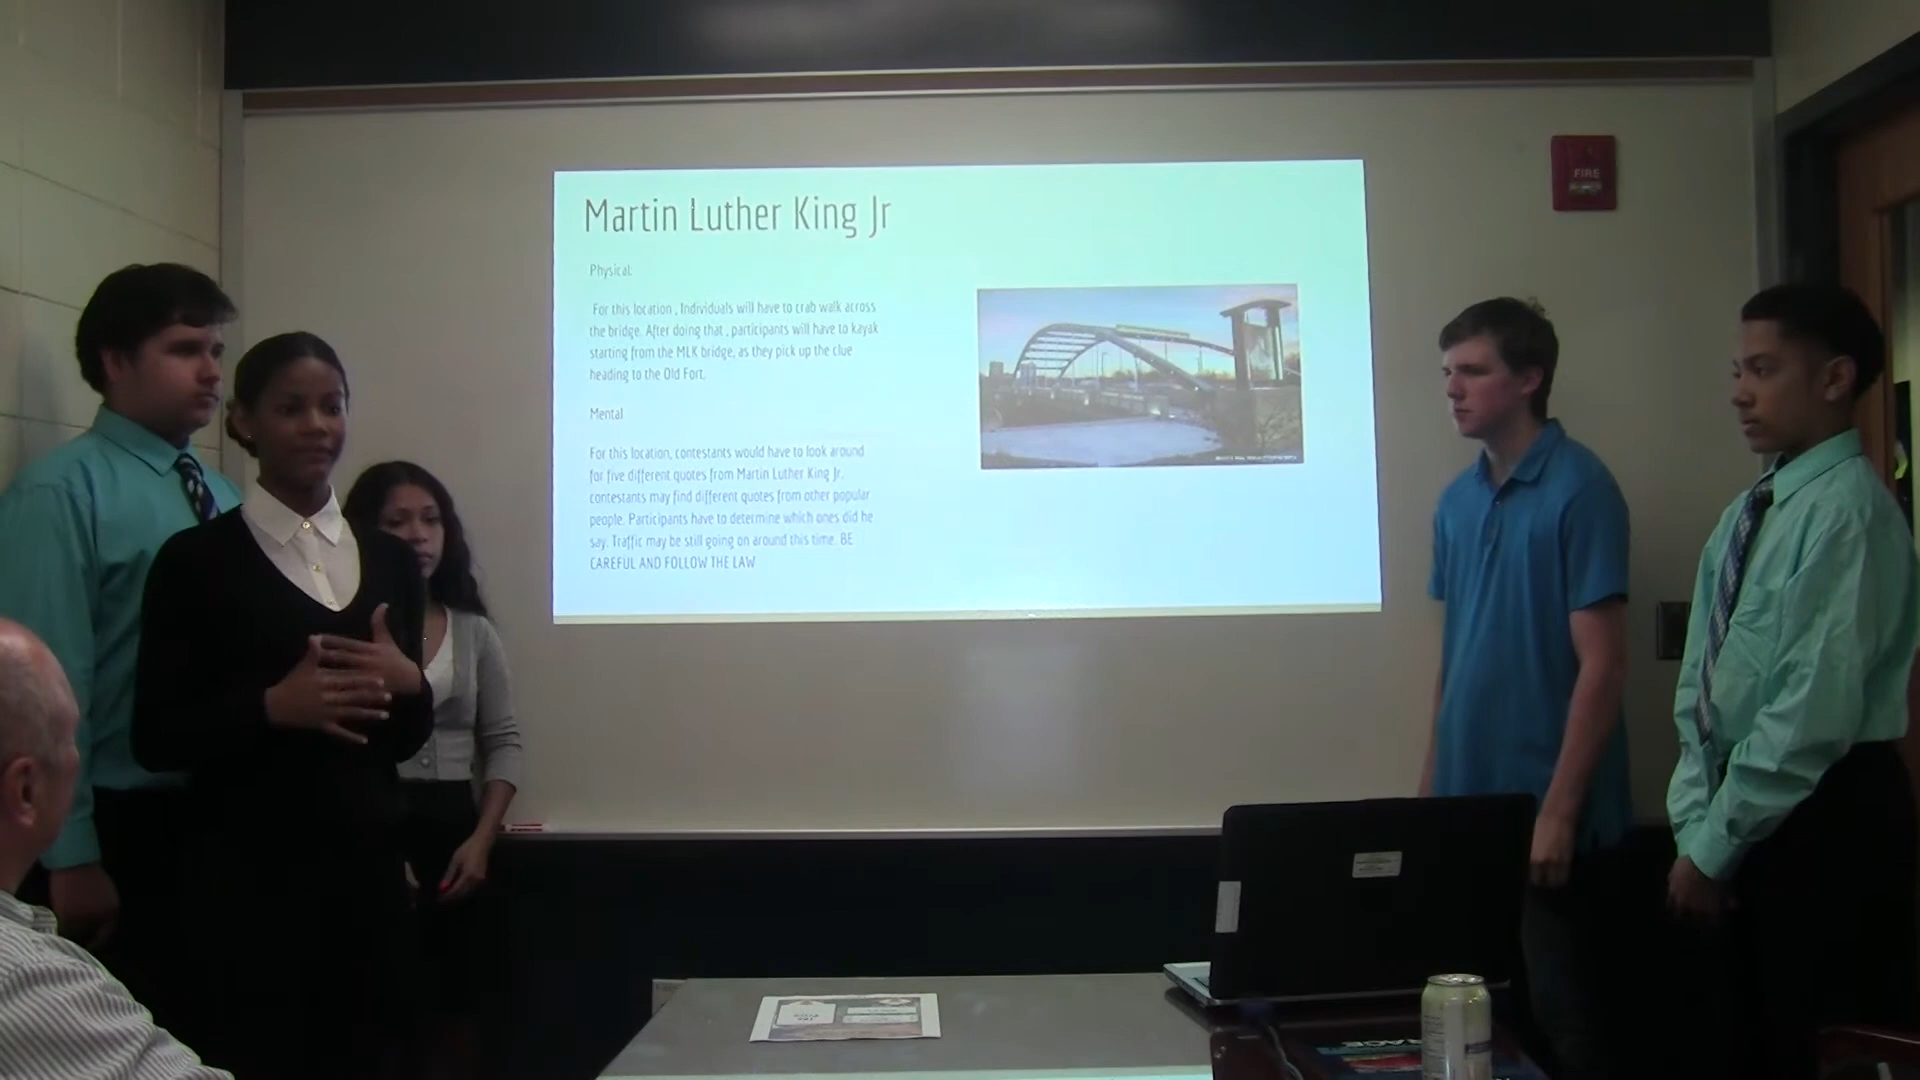 Martin Luther King Jr
Physical:
For this location , Individuals will have to crab walk across
the bridge. After doing that , participants will have to kayak
starting from the MLK bridge, as they pick up the clue
heading to the Old Fort.
Mental
For this location, contestants would have to look around
for five different quotes from Martin Luther King Jr.
contestants may find different quotes from other popular
people. Participants have to determine which ones did he
say. Traffic may be still going on around this time. BE
CAREFUL AND FOLLOW THE LAW
FIRE